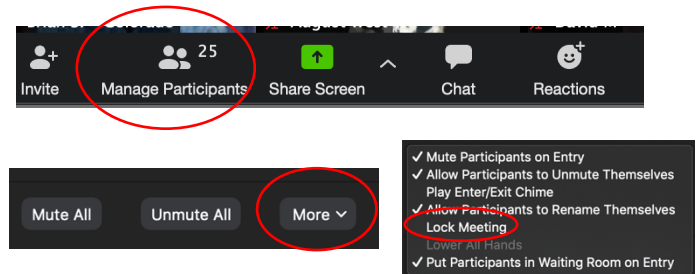 25
Invite Manage Participants Share Screen Chat Reactions
Mute All Unmute All More
✓ Mute Participants on Entry
✓ Allow Participants to Unmute Themselves
Play Enter/Exit Chime
✓ Allow Participants to Rename Themselves
Lock Meeting
Lower All Hands
✓ Put Participants in Waiting Room on Entry